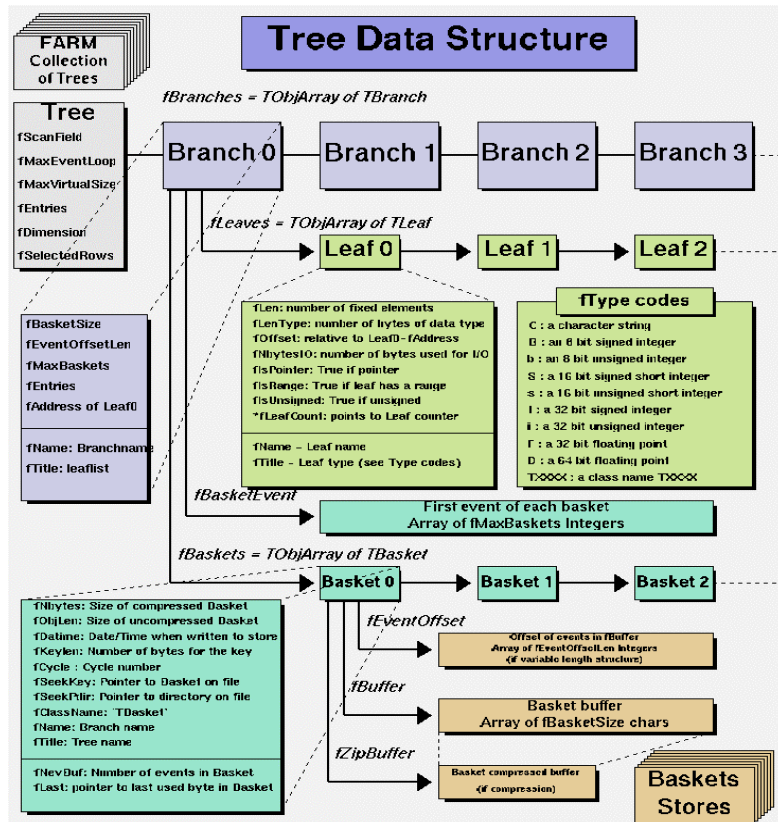 FARM
Collection
of Trees
Tree Data Structure
fBranches = TObjArray of TBranch
Tree
fScanField
fMaxEventLoop
fMaxVirtualSize
fEntries
fDimension
fSelectedRows
Branch 0
Branch 1
Branch 2
Branch 3
fLeaves = TObjArray of TLeaf
Leaf 0
Leaf 1
Leaf 2
fBasketSize
fEventOffsetLen
fMaxBaskets
fEntries
fAddress of Leaf0
fName: Branchname
fTitle: leaflist
fLen: number of fixed elements
fLenType: number of bytes of data type
fOffset: relative to Leaf0-fAddress
fNbytesIO: number of bytes used for I/O
fIsPointer: True if pointer
fIsRange: True if leaf has a range
fIsUnsigned: True if unsigned
*fLeafCount: points to Leaf counter
fName - Leaf name
fTitle - Leaf type (see Type codes)
fType codes
C : a character string
B : an 8 bit signed integer
b : an 8 bit unsigned integer
S : a 16 bit signed short integer
s : a 16 bit unsigned short integer
I : a 32 bit signed integer
i : a 32 bit unsigned integer
F : a 32 bit floating point
D : a 64 bit floating point
TXXXX : a class name TXXXX
fBasketEvent
First event of each basket
Array of fMaxBaskets Integers
fBaskets = TObjArray of TBasket
Basket 0
Basket 1
Basket 2
fNbytes: Size of compressed Basket
fObjLen: Size of uncompressed Basket
fDatime: Date/Time when written to store
fKeylen: Number of bytes for the key
fCycle : Cycle number
fSeekKey: Pointer to Basket on file
fSeekPdir: Pointer to directory on file
fClassName: 'TBasket'
fName: Branch name
fTitle: Tree name
fNevBuf: Number of events in Basket
fLast: pointer to last used byte in Basket
fEventOffset
Offset of events in fBuffer
Array of fEventOffsetLen Integers
(if variable length structure)
fBuffer
Basket buffer
Array of fBasketSize chars
fZipBuffer
Basket compressed buffer
(if compression)
Baskets
Stores